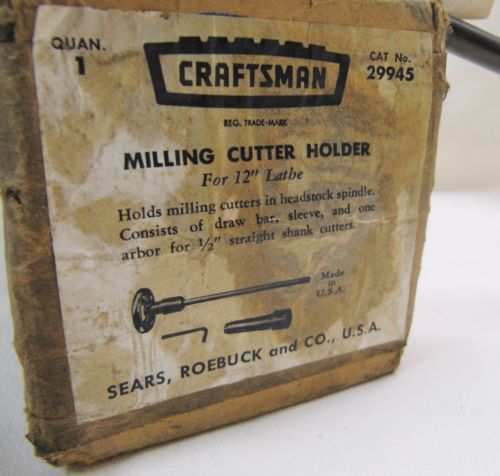 QUAN.
1
CRAFTSMAN
CAT No.
29945
REG. TRADE-MARK
MILLING CUTTER HOLDER
For 12" Lathe
Holds milling cutters in headstock spindle.
Consists of draw bar, sleeve, and one
arbor for 1/2" straight shank cutters.
Made
in
U.S.A.
SEARS, ROEBUCK and CO., U.S.A.